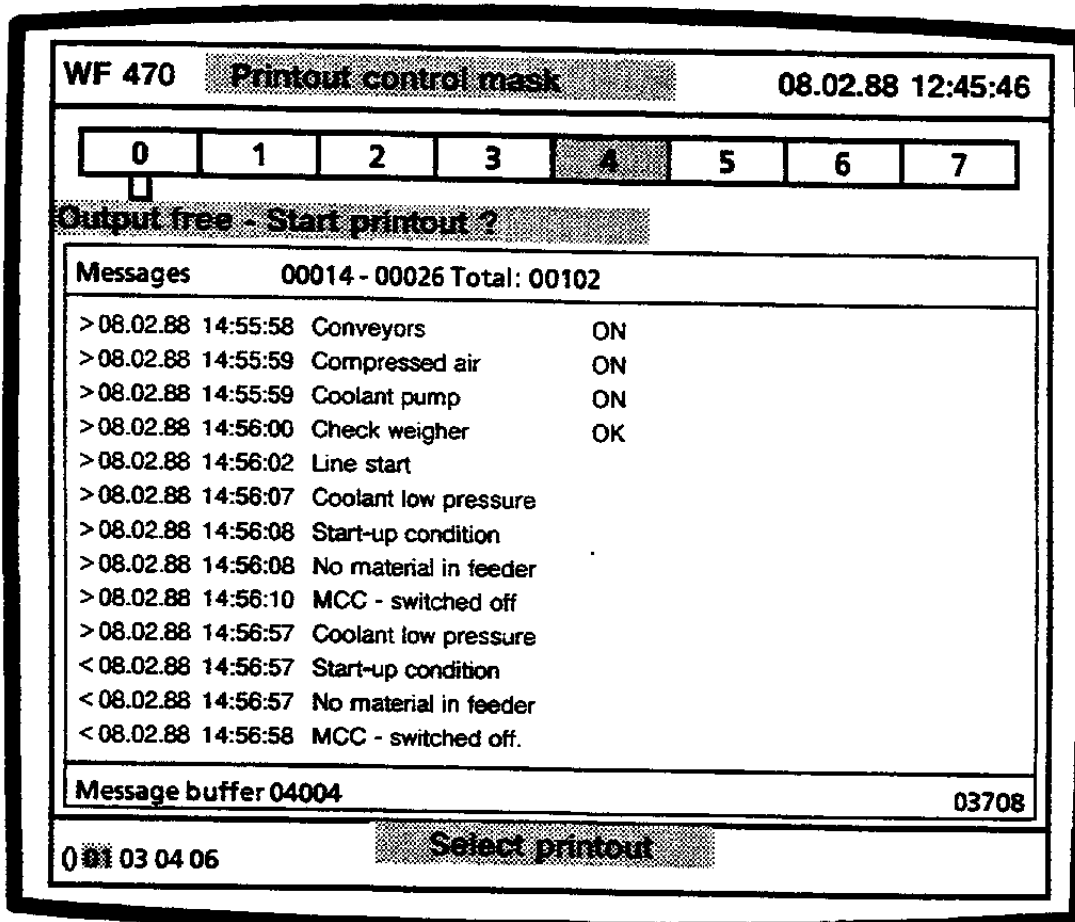 WF 470 Printout control mask 08.02.88 12:45:46
0 1 2 3 4 5 6 7
Output free - Start printout ?
Messages 00014 - 00026 Total: 00102
>08.02.88 14:55:58 Conveyors ON
>08.02.88 14:55:59 Compressed air ON
>08.02.88 14:55:59 Coolant pump ON
>08.02.88 14:56:00 Check weigher OK
>08.02.88 14:56:02 Line start
>08.02.88 14:56:07 Coolant low pressure
>08.02.88 14:56:08 Start-up condition
>08.02.88 14:56:08 No material in feeder
>08.02.88 14:56:10 MCC - switched off
>08.02.88 14:56:57 Coolant low pressure
<08.02.88 14:56:57 Start-up condition
<08.02.88 14:56:57 No material in feeder
<08.02.88 14:56:58 MCC - switched off.
Message buffer 04004 03708
Select printout
() 01 03 04 06